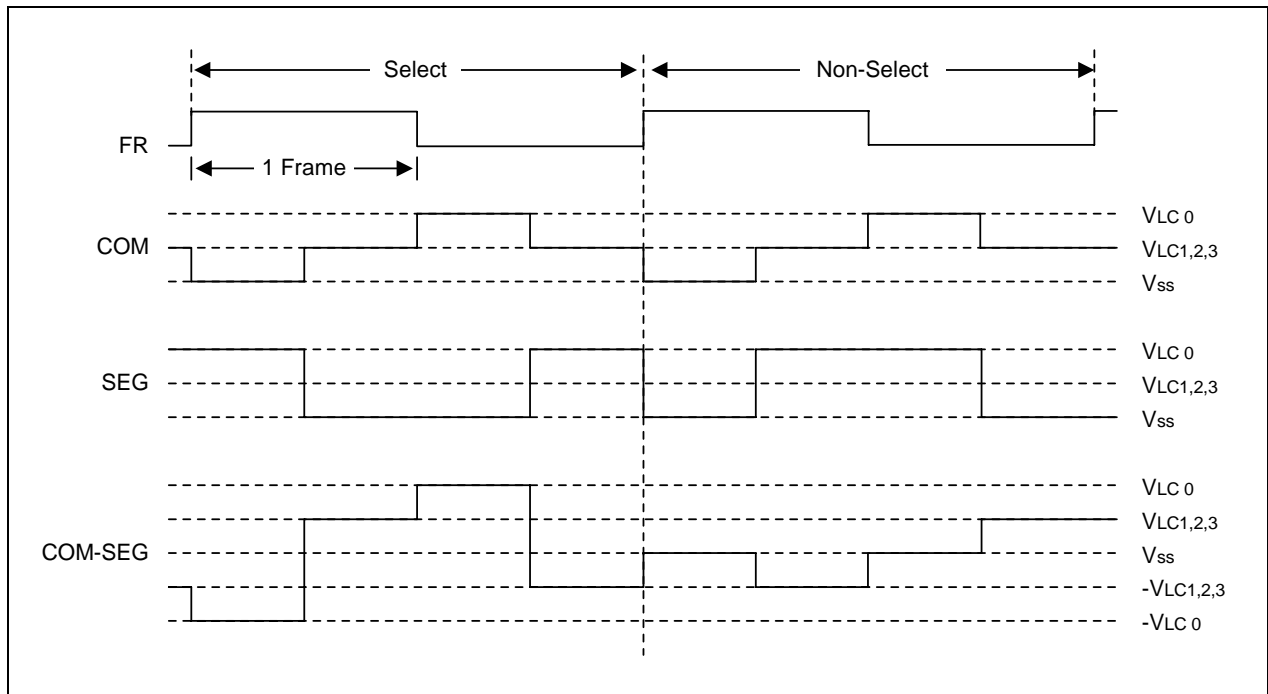 Select
Non-Select
FR
1 Frame
COM
VLC 0
VLC1,2,3
Vss
SEG
VLC 0
VLC1,2,3
Vss
COM-SEG
VLC 0
VLC1,2,3
Vss
-VLC1,2,3
-VLC 0